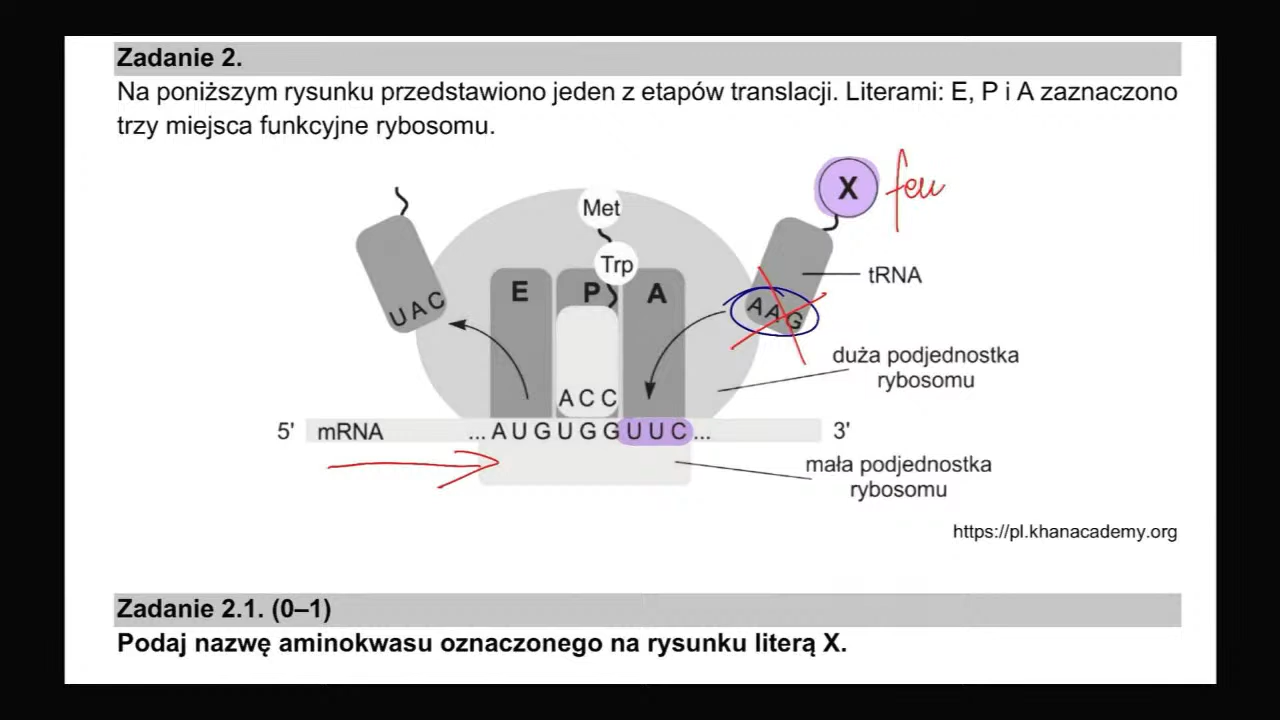 Zadanie 2.
Na poniższym rysunku przedstawiono jeden z etapów translacji. Literami: E, P i A zaznaczono
trzy miejsca funkcyjne rybosomu.
X
feu
Met
Trp
tRNA
E
P
A
UAC
AAG
duża podjednostka
rybosomu
ACC
5' mRNA ...AUGUGGUUC... 3'
mała podjednostka
rybosomu
https://pl.khanacademy.org
Zadanie 2.1. (0–1)
Podaj nazwę aminokwasu oznaczonego na rysunku literą X.